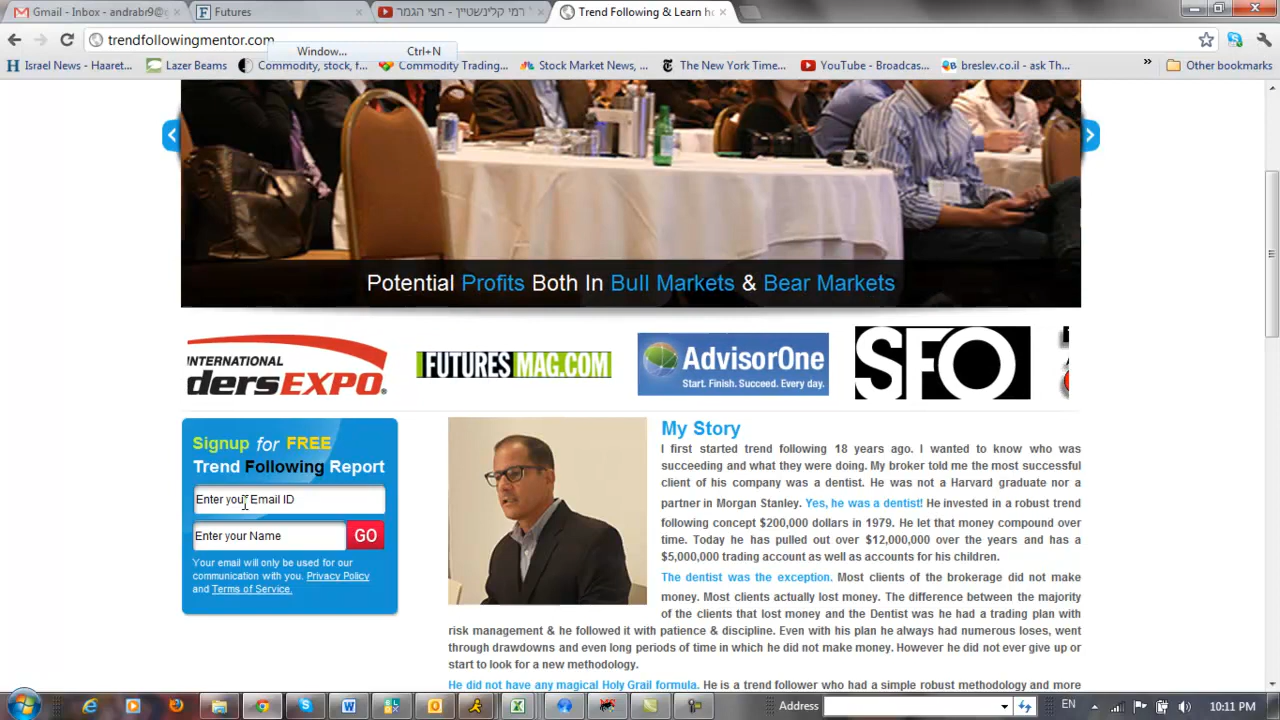 Gmail - Inbox - andrabr9@g
Futures
רמי קלינשטיין - חצי הגמר
Trend Following & Learn h
trendfollowingmentor.com
Window... Ctrl+N
Israel News - Haaret...
Lazer Beams
Commodity, stock, f...
Commodity Trading...
Stock Market News, ...
The New York Time...
YouTube - Broadcas...
breslev.co.il - ask Th...
Other bookmarks
Potential Profits Both In Bull Markets & Bear Markets
INTERNATIONAL
dersEXPO
FUTURESMAG.COM
AdvisorOne
Start. Finish. Succeed. Every day.
SFO
Signup for FREE
Trend Following Report
Enter your Email ID
Enter your Name
GO
Your email will only be used for our
communication with you. Privacy Policy
and Terms of Service.
My Story
I first started trend following 18 years ago. I wanted to know who was
succeeding and what they were doing. My broker told me the most successful
client of his company was a dentist. He was not a Harvard graduate nor a
partner in Morgan Stanley. Yes, he was a dentist! He invested in a robust trend
following concept $200,000 dollars in 1979. He let that money compound over
time. Today he has pulled out over $12,000,000 over the years and has a
$5,000,000 trading account as well as accounts for his children.
The dentist was the exception. Most clients of the brokerage did not make
money. Most clients actually lost money. The difference between the majority
of the clients that lost money and the Dentist was he had a trading plan with
risk management & he followed it with patience & discipline. Even with his plan he always had numerous loses, went
through drawdowns and even long periods of time in which he did not make money. However he did not ever give up or
start to look for a new methodology.
He did not have any magical Holy Grail formula. He is a trend follower who had a simple robust methodology and more
Address
EN
10:11 PM